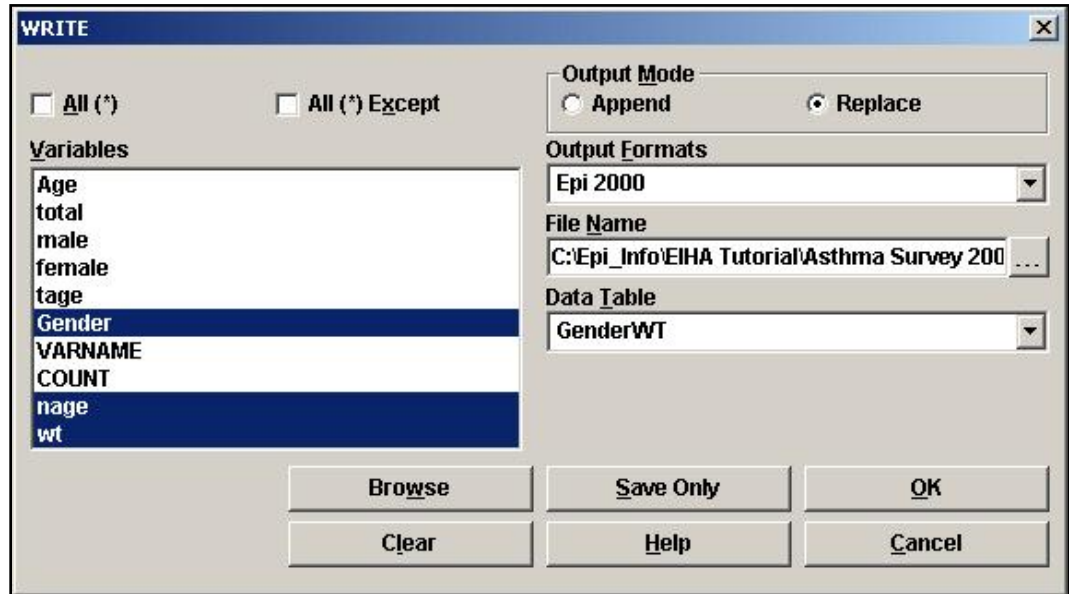 WRITE
All (*)
All (*) Except
Output Mode
Append
Replace
Variables
Age
total
male
female
tage
Gender
VARNAME
COUNT
nage
wt
Output Formats
Epi 2000
File Name
C:\Epi_Info\EIHA Tutorial\Asthma Survey 200
...
Data Table
GenderWT
Browse
Save Only
OK
Clear
Help
Cancel